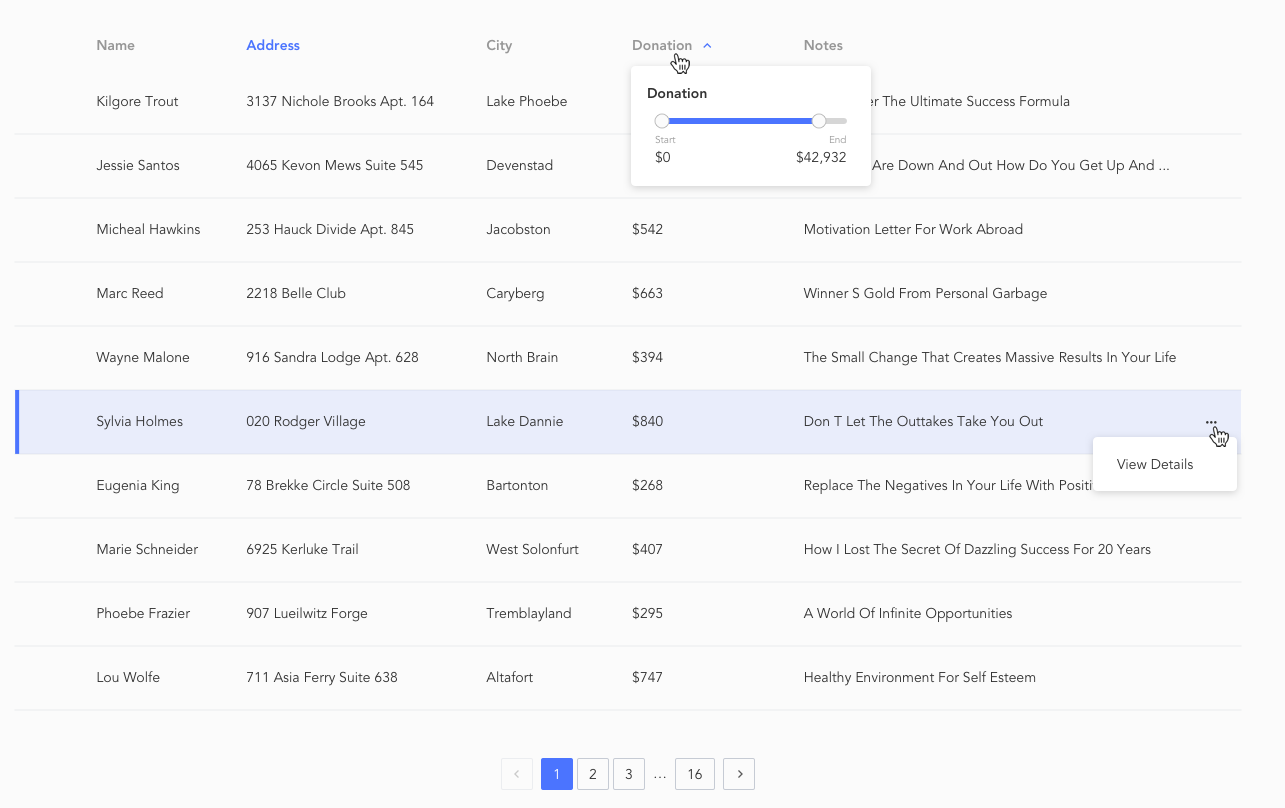 Name Address City Donation Notes
Kilgore Trout 3137 Nichole Brooks Apt. 164 Lake Phoebe The Ultimate Success Formula
Donation
Start End
$0 $42,932
Jessie Santos 4065 Kevon Mews Suite 545 Devenstad Are Down And Out How Do You Get Up And ...
Micheal Hawkins 253 Hauck Divide Apt. 845 Jacobston $542 Motivation Letter For Work Abroad
Marc Reed 2218 Belle Club Caryberg $663 Winner S Gold From Personal Garbage
Wayne Malone 916 Sandra Lodge Apt. 628 North Brain $394 The Small Change That Creates Massive Results In Your Life
Sylvia Holmes 020 Rodger Village Lake Dannie $840 Don T Let The Outtakes Take You Out ...
View Details
Eugenia King 78 Brekke Circle Suite 508 Bartonton $268 Replace The Negatives In Your Life With
Marie Schneider 6925 Kerluke Trail West Solonfurt $407 How I Lost The Secret Of Dazzling Success For 20 Years
Phoebe Frazier 907 Lueilwitz Forge Tremblayland $295 A World Of Infinite Opportunities
Lou Wolfe 711 Asia Ferry Suite 638 Altafort $747 Healthy Environment For Self Esteem
1 2 3 ... 16